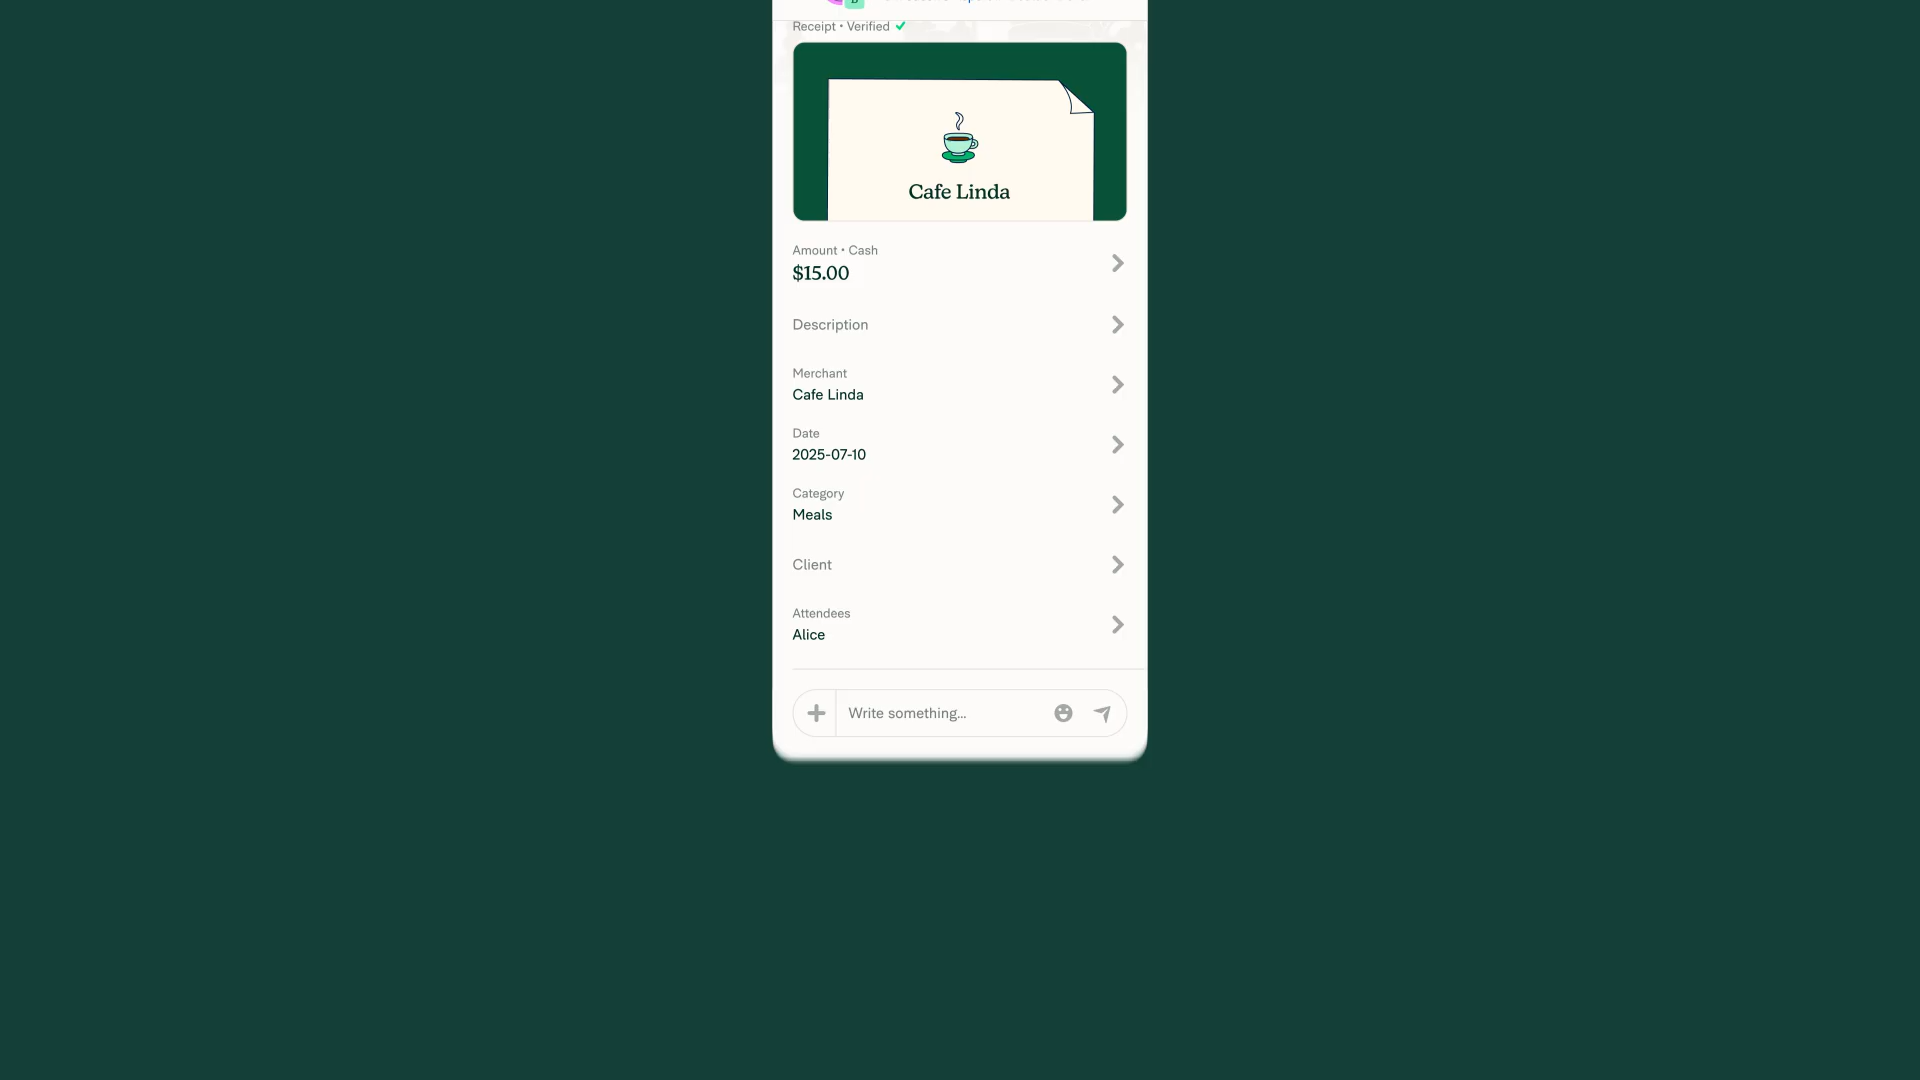 Receipt • Verified
Cafe Linda
Amount • Cash
$15.00
Description
Merchant
Cafe Linda
Date
2025-07-10
Category
Meals
Client
Attendees
Alice
Write something...